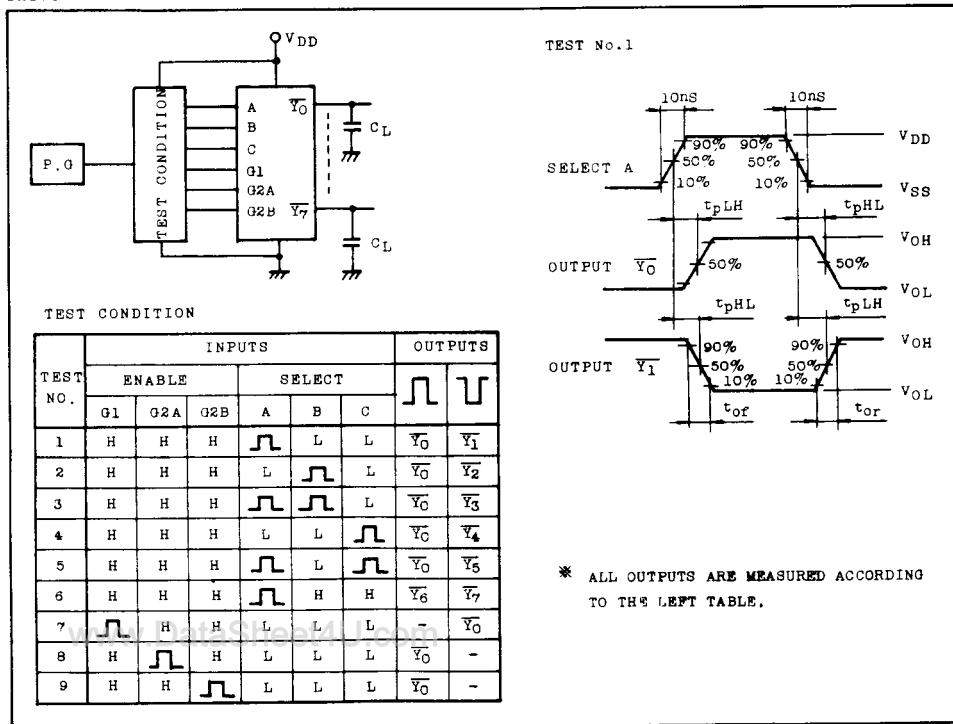 VDD
P.G
TEST CONDITION
A
B
C
G1
G2A
G2B
Y0
Y7
CL
CL
TEST No.1
10nS 10nS
SELECT A
90% 90%
50% 50%
10% 10%
VDD
VSS
tpLH tpHL
OUTPUT Y0
50% 50%
VOH
VOL
tpHL tpLH
OUTPUT Y1
90% 90%
50% 50%
10% 10%
VOH
VOL
tof tor
TEST CONDITION
TEST NO. INPUTS OUTPUTS
ENABLE SELECT
G1 G2A G2B A B C
1 H H H L L Y0 Y1
2 H H H L L Y0 Y2
3 H H H L Y0 Y3
4 H H H L L Y0 Y4
5 H H H L Y0 Y5
6 H H H H H Y6 Y7
7 H H L L L - Y0
8 H H L L L Y0 -
9 H H L L L Y0 -
※ ALL OUTPUTS ARE MEASURED ACCORDING
TO THE LEFT TABLE.
www.DataSheet4U.com